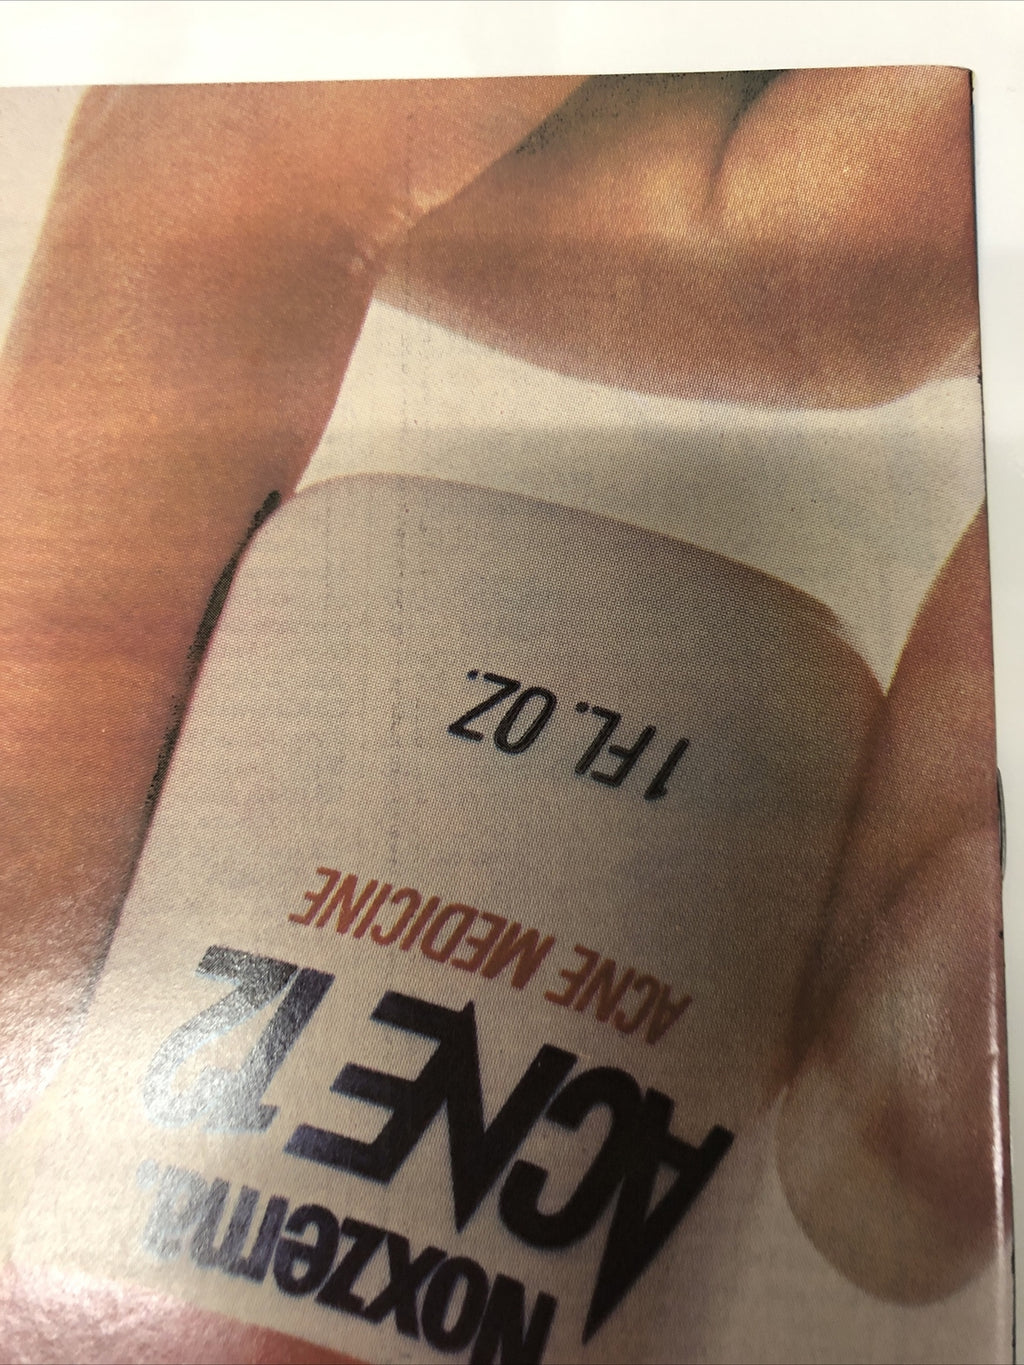 Noxzema
ACNE 12
ACNE MEDICINE
1 FL. OZ.